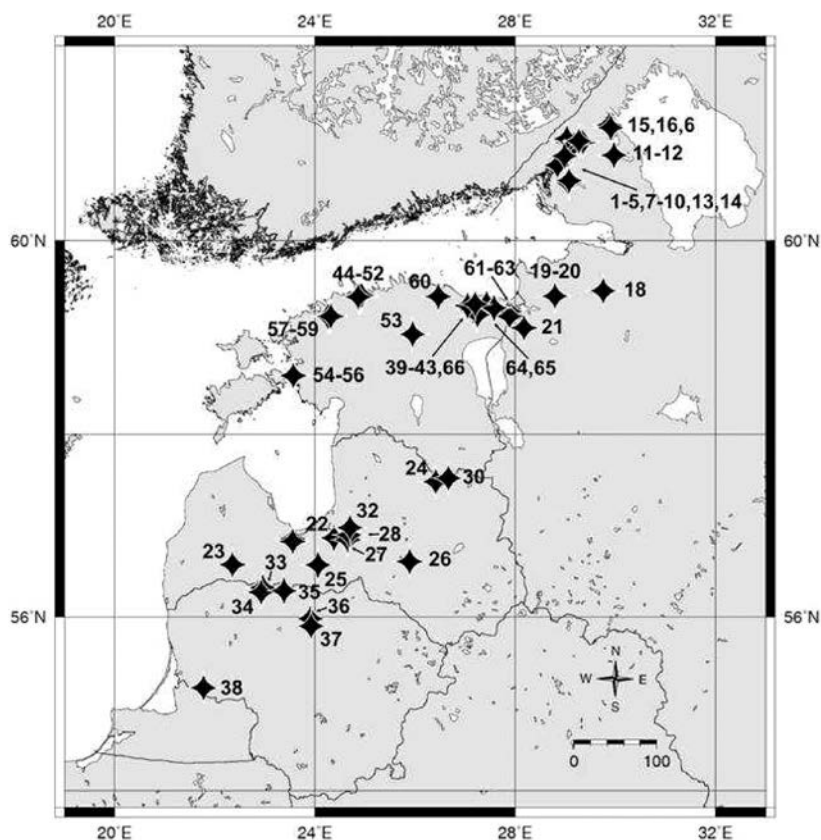 20°E 24°E 28°E 32°E
15,16,6
11-12
1-5,7-10,13,14
60°N 60°N
61-63 19-20
44-52 60 18
57-59 53 21
39-43,66 64,65
54-56
24 30
32
22 -28
23 27 26
33 25
34 35 36
37
56°N 56°N
38
N
W E
S
0 100
20°E 24°E 28°E 32°E